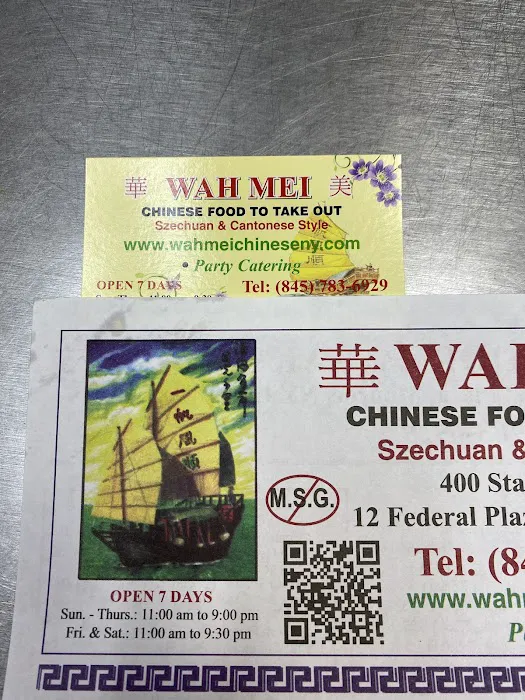 華 WAH MEI 美
CHINESE FOOD TO TAKE OUT
Szechuan & Cantonese Style
www.wahmeichineseny.com
• Party Catering
OPEN 7 DAYS
Tel: (845) 783-6929
華 WAH
CHINESE FO
Szechuan &
400 Sta
M.S.G.
12 Federal Plaz
Tel: (84
www.wahm
P
一帆風順
OPEN 7 DAYS
Sun. - Thurs.: 11:00 am to 9:00 pm
Fri. & Sat.: 11:00 am to 9:30 pm